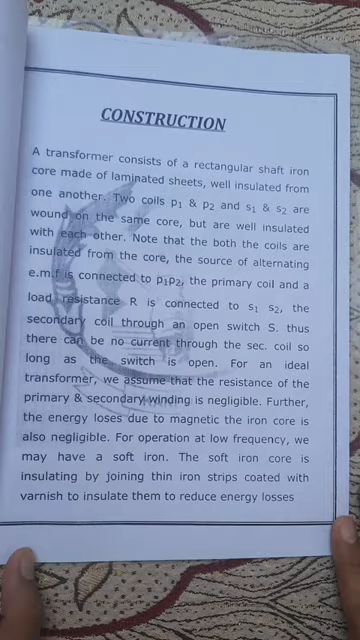 CONSTRUCTION
A transformer consists of a rectangular shaft iron
core made of laminated sheets, well insulated from
one another. Two coils p₁ & p₂ and s₁ & s₂ are
wound on the same core, but are well insulated
with each other. Note that the both the coils are
insulated from the core, the source of alternating
e.m.f is connected to p₁p₂, the primary coil and a
load resistance R is connected to s₁ s₂, the
secondary coil through an open switch S. thus
there can be no current through the sec. coil so
long as the switch is open. For an ideal
transformer, we assume that the resistance of the
primary & secondary winding is negligible. Further,
the energy loses due to magnetic the iron core is
also negligible. For operation at low frequency, we
may have a soft iron. The soft iron core is
insulating by joining thin iron strips coated with
varnish to insulate them to reduce energy losses